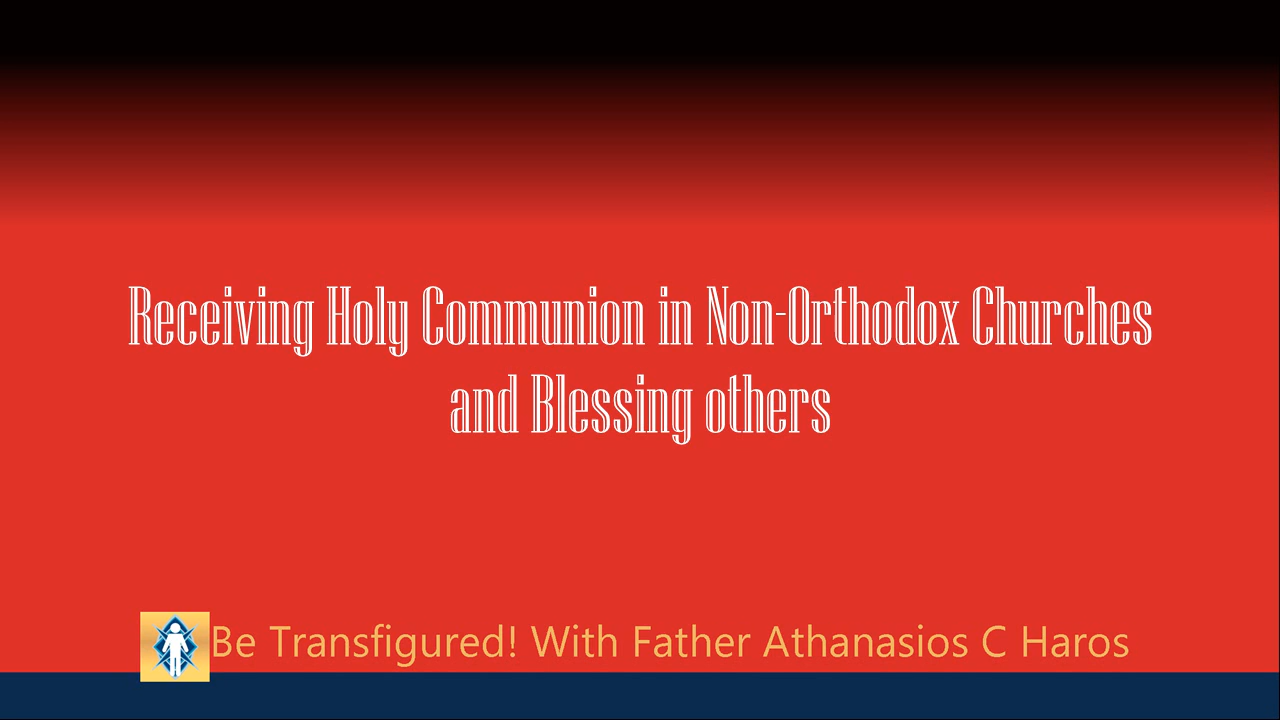 Receiving Holy Communion in Non-Orthodox Churches
and Blessing others
Be Transfigured! With Father Athanasios C Haros